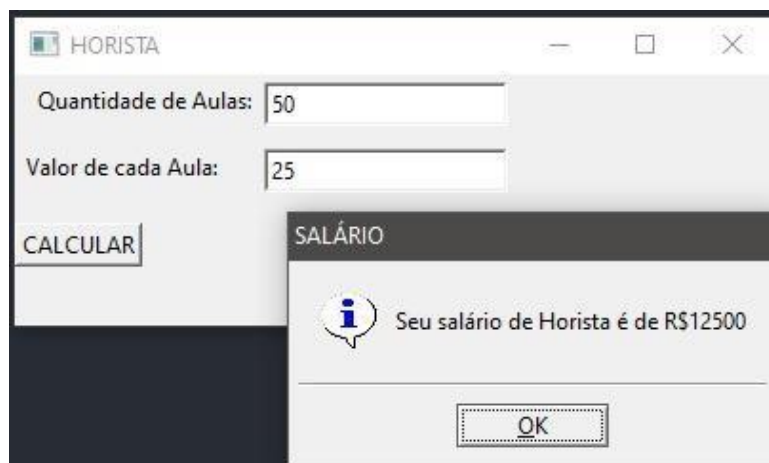 HORISTA
Quantidade de Aulas: 50
Valor de cada Aula: 25
CALCULAR
SALÁRIO
Seu salário de Horista é de R$12500
OK